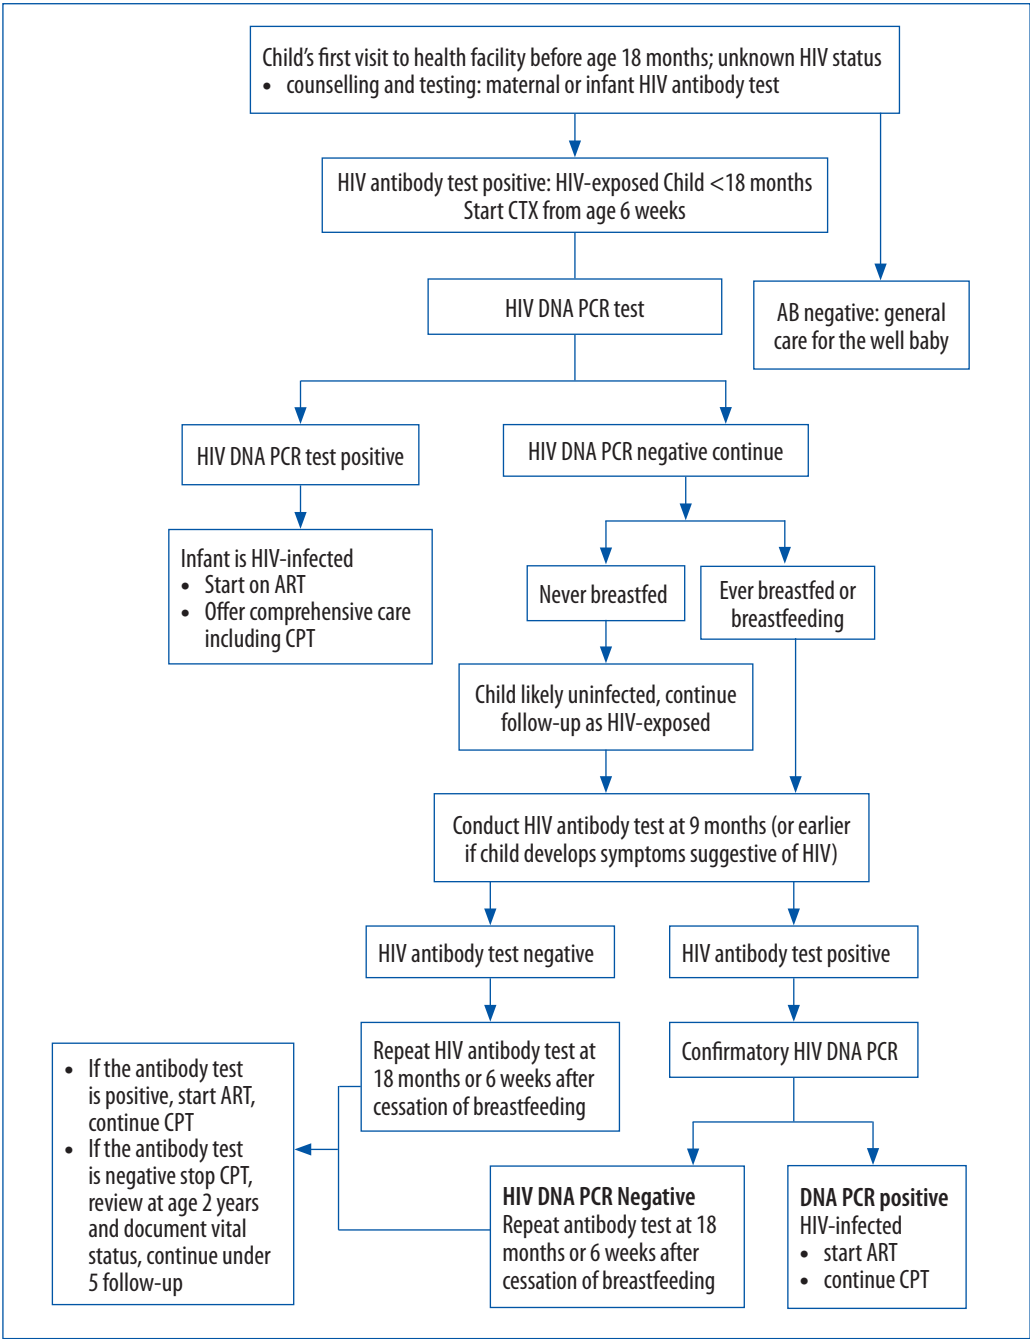 Child’s first visit to health facility before age 18 months; unknown HIV status
• counselling and testing: maternal or infant HIV antibody test
HIV antibody test positive: HIV-exposed Child <18 months
Start CTX from age 6 weeks
HIV DNA PCR test
AB negative: general
care for the well baby
HIV DNA PCR test positive
HIV DNA PCR negative continue
Infant is HIV-infected
• Start on ART
• Offer comprehensive care
including CPT
Never breastfed
Ever breastfed or
breastfeeding
Child likely uninfected, continue
follow-up as HIV-exposed
Conduct HIV antibody test at 9 months (or earlier
if child develops symptoms suggestive of HIV)
HIV antibody test negative
HIV antibody test positive
Repeat HIV antibody test at
18 months or 6 weeks after
cessation of breastfeeding
Confirmatory HIV DNA PCR
• If the antibody test
is positive, start ART,
continue CPT
• If the antibody test
is negative stop CPT,
review at age 2 years
and document vital
status, continue under
5 follow-up
HIV DNA PCR Negative
Repeat antibody test at 18
months or 6 weeks after
cessation of breastfeeding
DNA PCR positive
HIV-infected
• start ART
• continue CPT